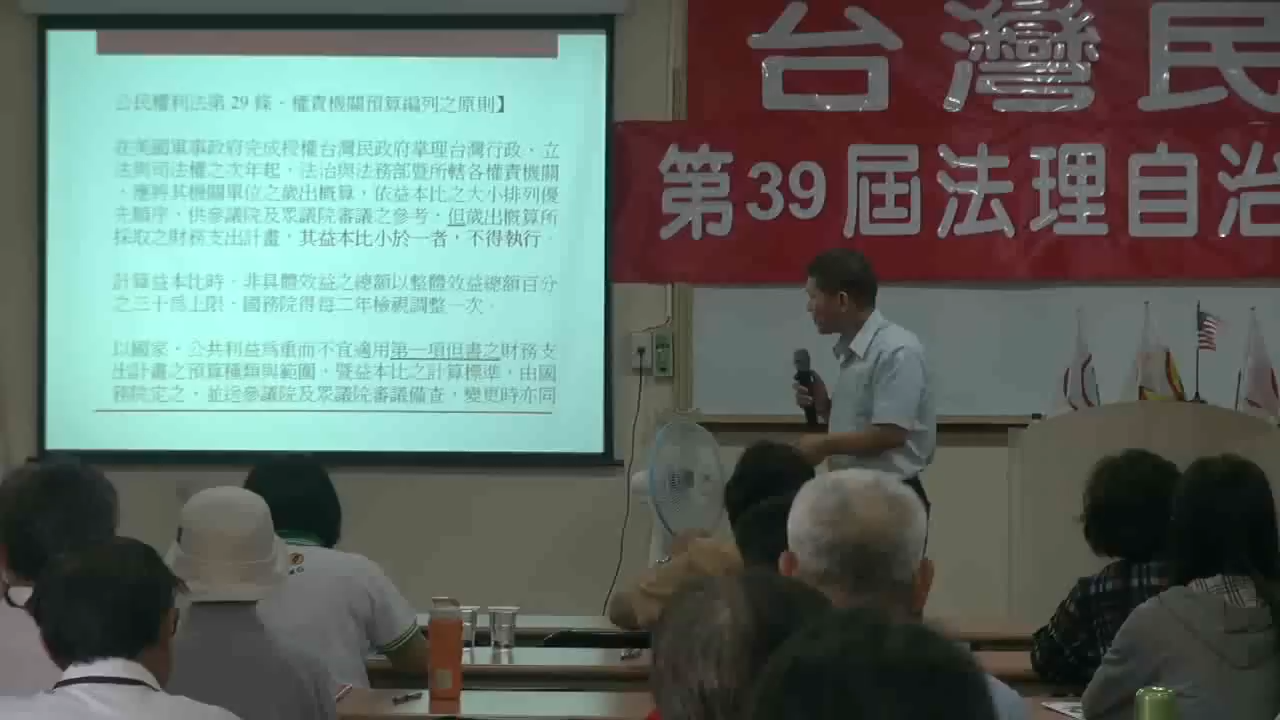 公民權利法第 29 條、權責機關預算編列之原則】
在美國軍事政府完成授權台灣民政府掌理台灣行政、立
法與司法權之次年起，法治與法務部暨所轄各權責機關
、應將其機關單位之歲出概算，依益本比之大小排列優
先順序、供參議院及眾議院審議之參考。但歲出概算所
採取之財務支出計畫，其益本比小於一者，不得執行。
計算益本比時，非具體效益之總額以整體效益總額百分
之三十為上限，國務院得每二年檢視調整一次。
以國家、公共利益為重而不宜適用第一項但書之財務支
出計畫之預算種類與範圍，暨益本比之計算標準，由國
務院定之，並送參議院及眾議院審議備查，變更時亦同
台灣民
第39屆法理自治